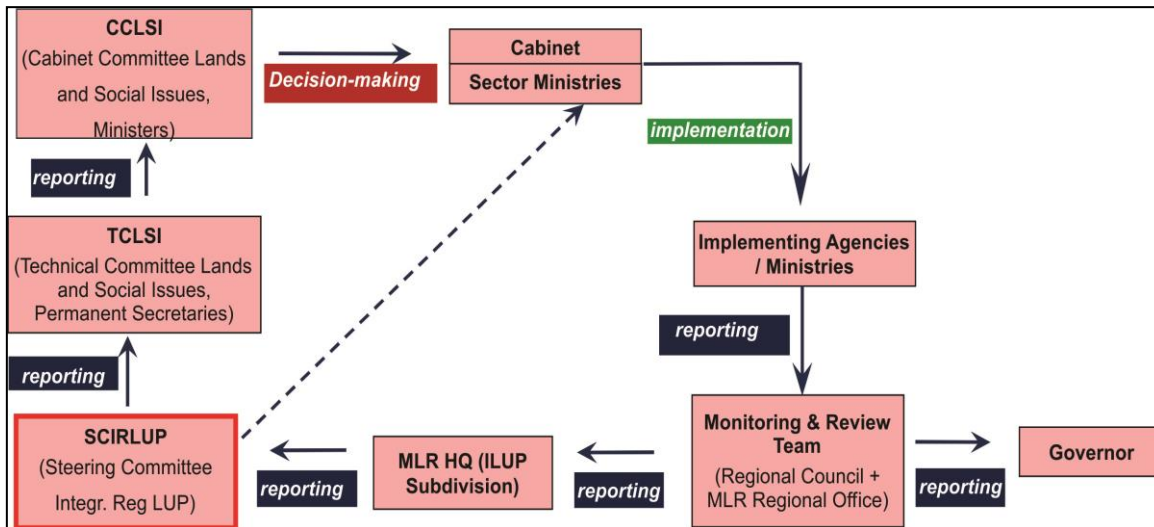 CCLSI
(Cabinet Committee Lands
and Social Issues,
Ministers)
Decision-making
Cabinet
Sector Ministries
implementation
reporting
TCLSI
(Technical Committee Lands
and Social Issues,
Permanent Secretaries)
Implementing Agencies
/ Ministries
reporting
reporting
SCIRLUP
(Steering Committee
Integr. Reg LUP)
reporting
MLR HQ (ILUP
Subdivision)
reporting
Monitoring & Review
Team
(Regional Council +
MLR Regional Office)
reporting
Governor